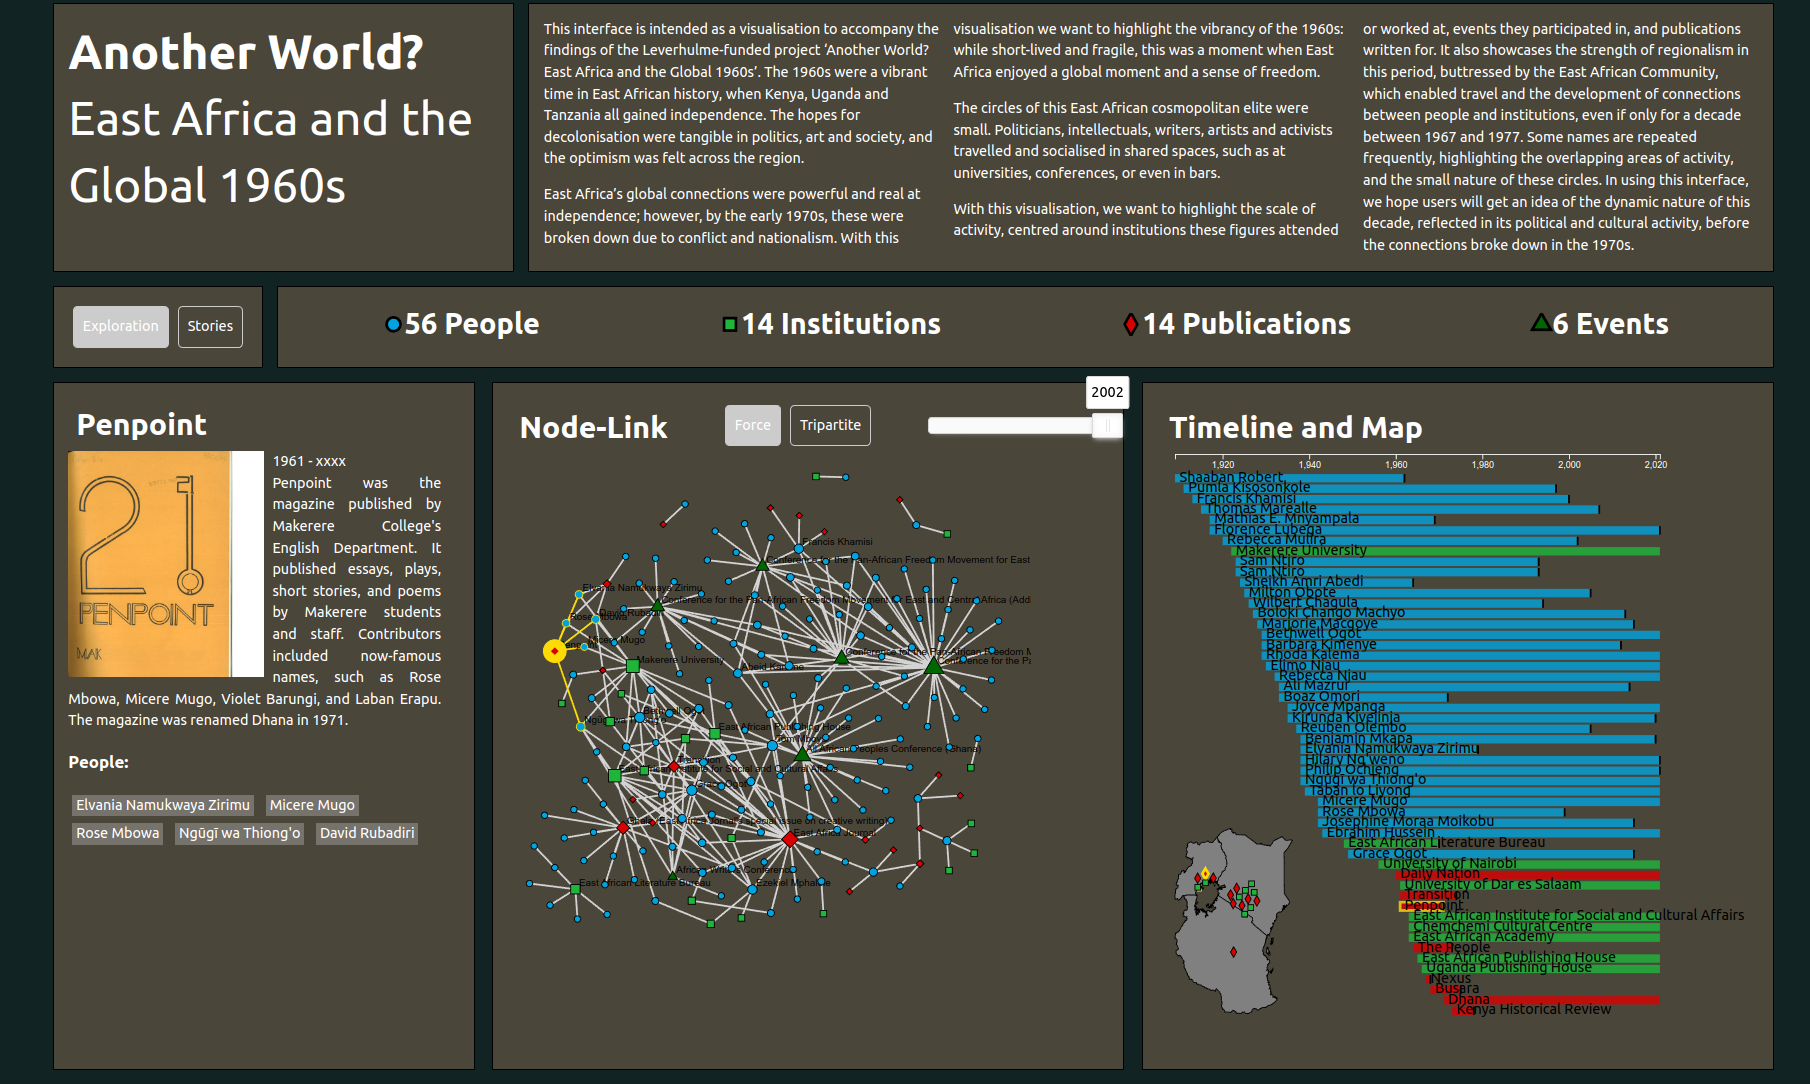 Another World?
East Africa and the
Global 1960s
This interface is intended as a visualisation to accompany the
findings of the Leverhulme-funded project ‘Another World?
East Africa and the Global 1960s’. The 1960s were a vibrant
time in East African history, when Kenya, Uganda and
Tanzania all gained independence. The hopes for
decolonisation were tangible in politics, art and society, and
the optimism was felt across the region.
East Africa’s global connections were powerful and real at
independence; however, by the early 1970s, these were
broken down due to conflict and nationalism. With this
visualisation we want to highlight the vibrancy of the 1960s:
while short-lived and fragile, this was a moment when East
Africa enjoyed a global moment and a sense of freedom.
The circles of this East African cosmopolitan elite were
small. Politicians, intellectuals, writers, artists and activists
travelled and socialised in shared spaces, such as at
universities, conferences, or even in bars.
With this visualisation, we want to highlight the scale of
activity, centred around institutions these figures attended
or worked at, events they participated in, and publications
written for. It also showcases the strength of regionalism in
this period, buttressed by the East African Community,
which enabled travel and the development of connections
between people and institutions, even if only for a decade
between 1967 and 1977. Some names are repeated
frequently, highlighting the overlapping areas of activity,
and the small nature of these circles. In using this interface,
we hope users will get an idea of the dynamic nature of this
decade, reflected in its political and cultural activity, before
the connections broke down in the 1970s.
Exploration
Stories
56 People
14 Institutions
14 Publications
6 Events
Penpoint
21
PENPOINT
MAK
1961 - xxxx
Penpoint was the
magazine published by
Makerere College's
English Department. It
published essays, plays,
short stories, and poems
by Makerere students
and staff. Contributors
included now-famous
names, such as Rose
Mbowa, Micere Mugo, Violet Barungi, and Laban Erapu.
The magazine was renamed Dhana in 1971.
People:
Elvania Namukwaya Zirimu
Micere Mugo
Rose Mbowa
Ngũgĩ wa Thiong'o
David Rubadiri
Node-Link
Force
Tripartite
2002
Francis Khamisi
Conference for the Pan-African Freedom Movement for East
Elvania Namukwaya Zirimu
Conference for the Pan-African Freedom Movement for East and Central Africa (Add
David Rubadiri
Rose Mbowa
Micere Mugo
Conference for the Pan-African Freedom M
Makerere University
Conference for the Pa
Bethwell Ogot
East African Publishing House
Tom Mboya
All African Peoples Conference (Ghana)
Transition
East African Institute for Social and Cultural Affairs
Grace Ogot
East Africa Journal
African Writers Conference
East African Literature Bureau
Ezekiel Mphahlele
Timeline and Map
1,920
1,940
1,960
1,980
2,000
2,020
Shaaban Robert
Pumla Kisosonkole
Francis Khamisi
Thomas Marealle
Mathias E. Mnyampala
Florence Lubega
Rebecca Mulira
Makerere University
Sam Ntiro
Sam Ntiro
Sheikh Amri Abedi
Milton Obote
Wilbert Chagula
Boloki Chango Machyo
Marjorie Macgoye
Bethwell Ogot
Barbara Kimenye
Rhoda Kalema
Elimo Njau
Rebecca Njau
Ali Mazrui
Boaz Omori
Joyce Mpanga
Kirunda Kivejinja
Reuben Olembo
Benjamin Mkapa
Elvania Namukwaya Zirimu
Hilary Ng'weno
Philip Ochieng
Ngũgĩ wa Thiong'o
Taban lo Liyong
Micere Mugo
Rose Mbowa
Josephine Moraa Moikobu
Ebrahim Hussein
East African Literature Bureau
Grace Ogot
University of Nairobi
Daily Nation
University of Dar es Salaam
Transition
Penpoint
East African Institute for Social and Cultural Affairs
Chemchemi Cultural Centre
East African Academy
The People
East African Publishing House
Uganda Publishing House
Nexus
Busara
Dhana
Kenya Historical Review